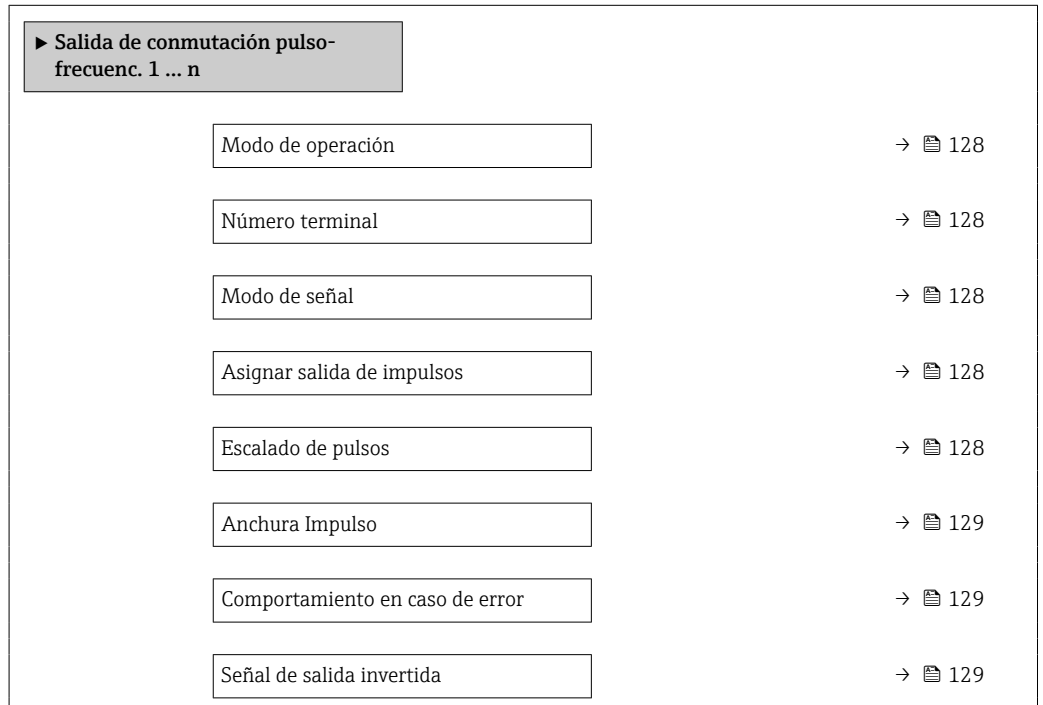 ▶ Salida de conmutación pulso-
frecuenc. 1 ... n
Modo de operación → 128
Número terminal → 128
Modo de señal → 128
Asignar salida de impulsos → 128
Escalado de pulsos → 128
Anchura Impulso → 129
Comportamiento en caso de error → 129
Señal de salida invertida → 129